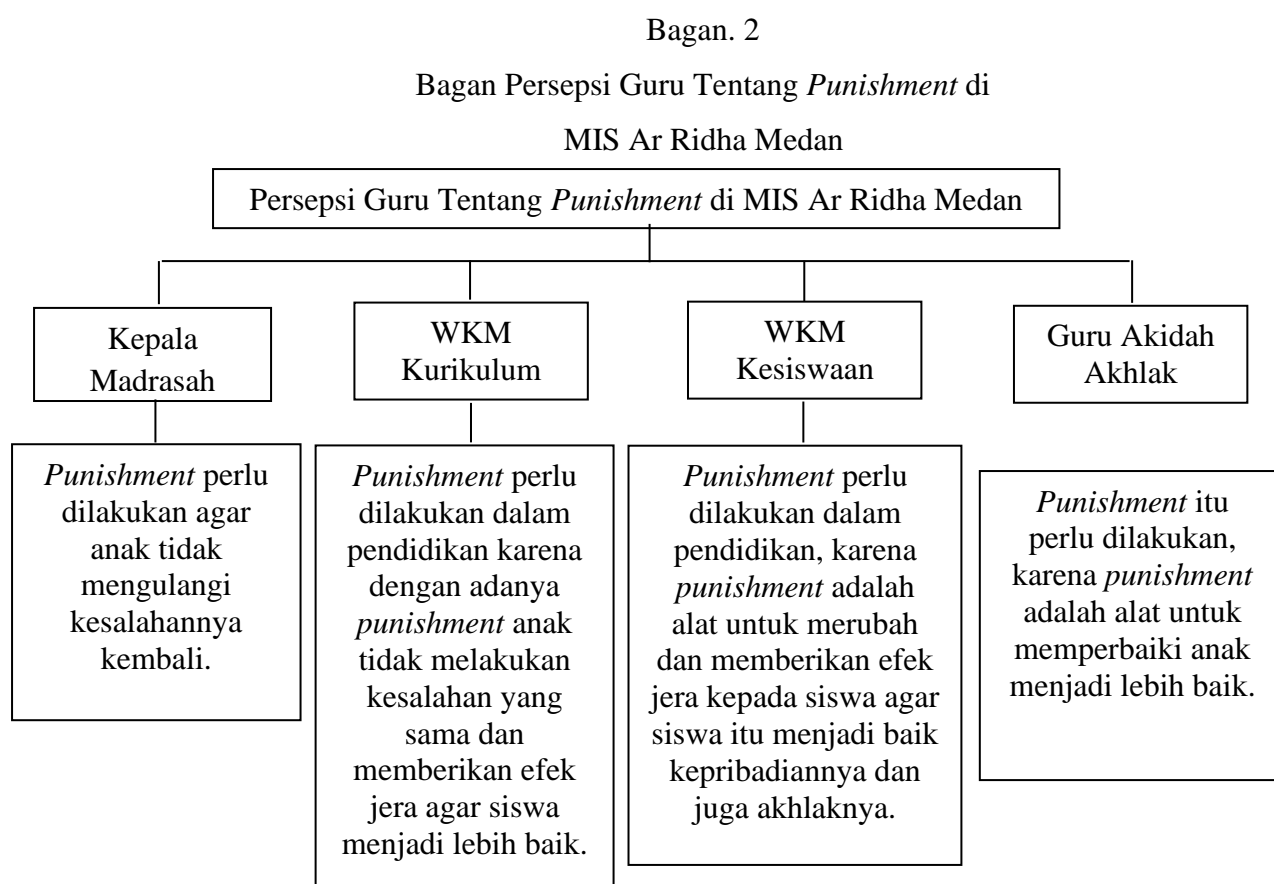 Bagan. 2
Bagan Persepsi Guru Tentang Punishment di
MIS Ar Ridha Medan
Persepsi Guru Tentang Punishment di MIS Ar Ridha Medan
Kepala
Madrasah
WKM
Kurikulum
WKM
Kesiswaan
Guru Akidah
Akhlak
Punishment perlu
dilakukan agar
anak tidak
mengulangi
kesalahannya
kembali.
Punishment perlu
dilakukan dalam
pendidikan karena
dengan adanya
punishment anak
tidak melakukan
kesalahan yang
sama dan
memberikan efek
jera agar siswa
menjadi lebih baik.
Punishment perlu
dilakukan dalam
pendidikan, karena
punishment adalah
alat untuk merubah
dan memberikan efek
jera kepada siswa agar
siswa itu menjadi baik
kepribadiannya dan
juga akhlaknya.
Punishment itu
perlu dilakukan,
karena punishment
adalah alat untuk
memperbaiki anak
menjadi lebih baik.